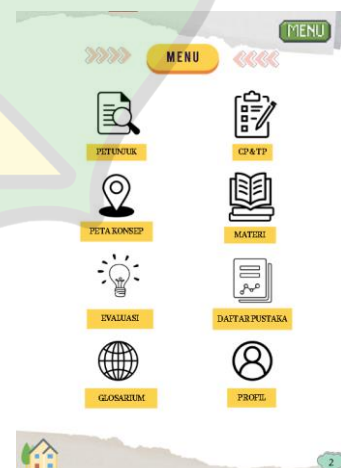 MENU
MENU
PETUNJUK
CP & TP
PETA KONSEP
MATERI
EVALUASI
DAFTAR PUSTAKA
GLOSARIUM
PROFIL
2